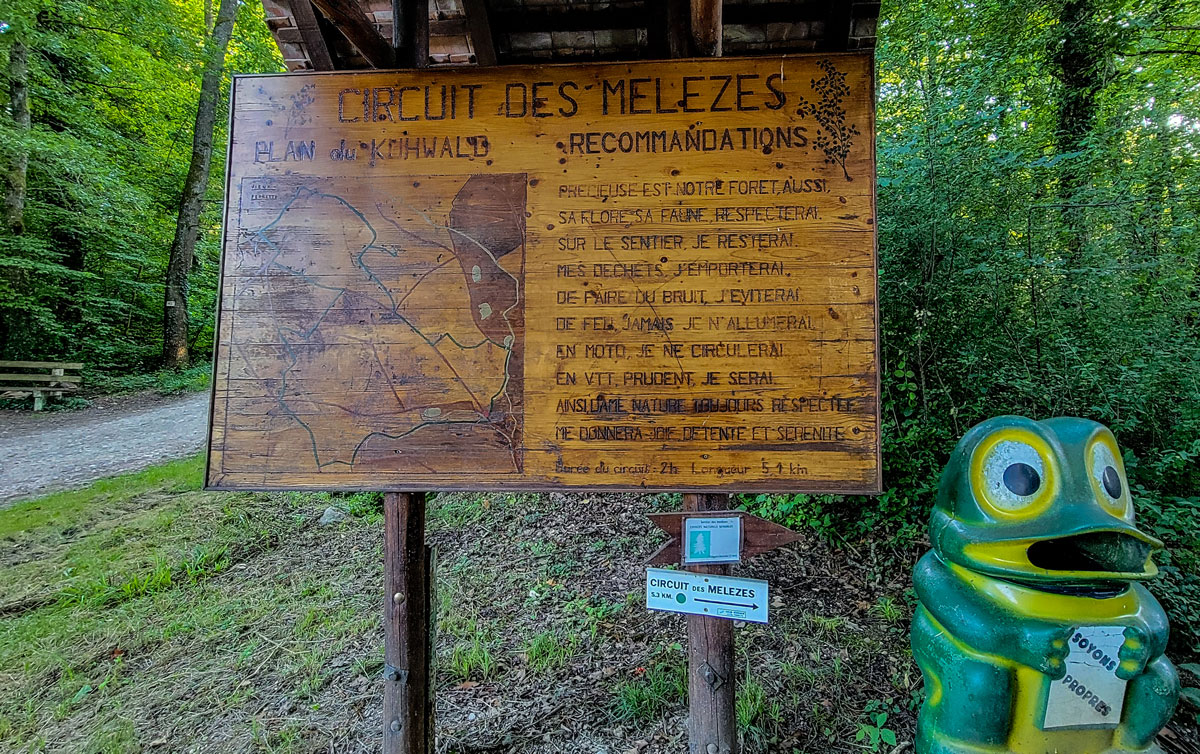 CIRCUIT DES MELEZES
PLAN du KUHWALD
RECOMMANDATIONS
PRECIEUSE EST NOTRE FORET, AUSSI,
SA FLORE, SA FAUNE, RESPECTERAI.
SUR LE SENTIER, JE RESTERAI.
MES DECHETS, J'EMPORTERAI.
DE FAIRE DU BRUIT, J'EVITERAI.
DE FEU, JAMAIS JE N'ALLUMERAI.
EN MOTO, JE NE CIRCULERAI.
EN VTT, PRUDENT, JE SERAI.
AINSI, DAME NATURE TOUJOURS RESPECTEE
ME DONNERA JOIE, DETENTE ET SERENITE
Durée du circuit : 2h Longueur 5,1 km
CIRCUIT DES MELEZES
5.3 KM.
SOYONS
PROPRES